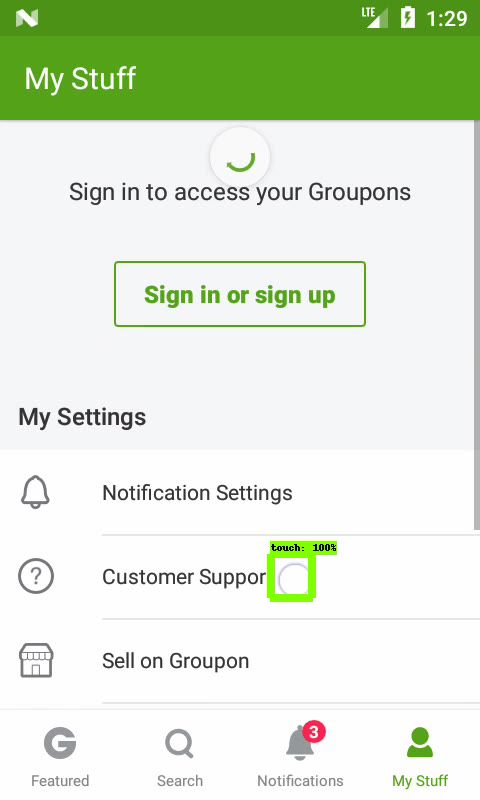 LTE 1:29
My Stuff
Sign in to access your Groupons
Sign in or sign up
My Settings
Notification Settings
touch: 100%
Customer Suppor
Sell on Groupon
3
Featured Search Notifications My Stuff